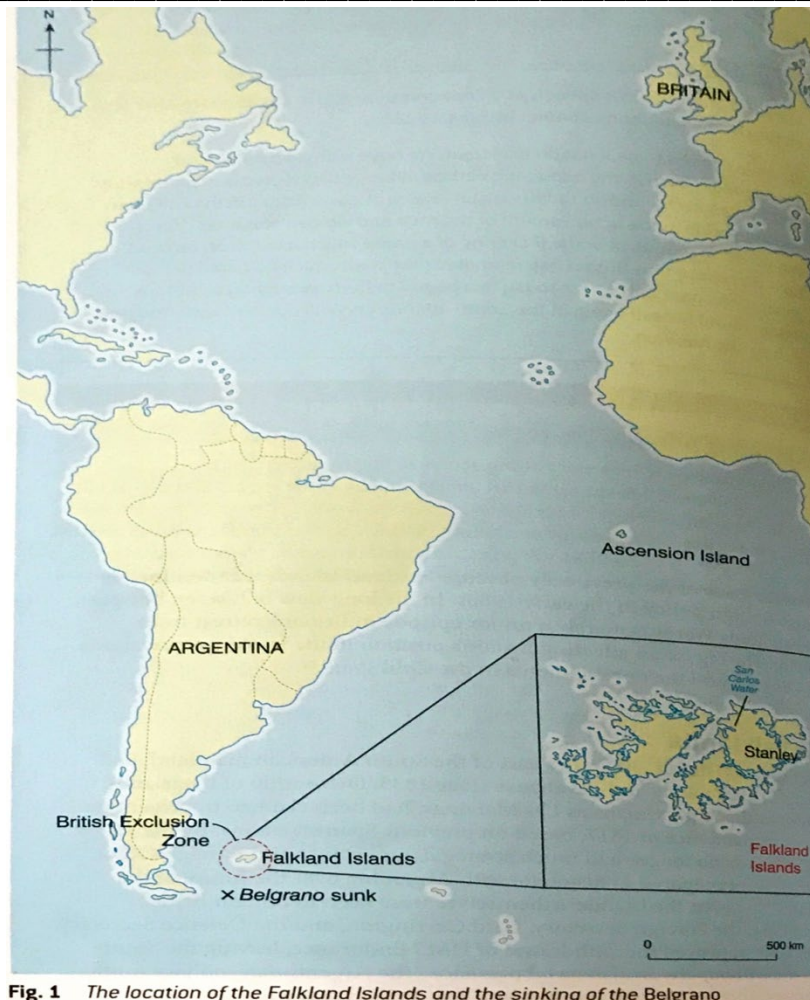 N
BRITAIN
Ascension Island
ARGENTINA
San
Carlos
Water
Stanley
British Exclusion
Zone
Falkland Islands
Falkland
Islands
× Belgrano sunk
0 500 km
Fig. 1 The location of the Falkland Islands and the sinking of the Belgrano